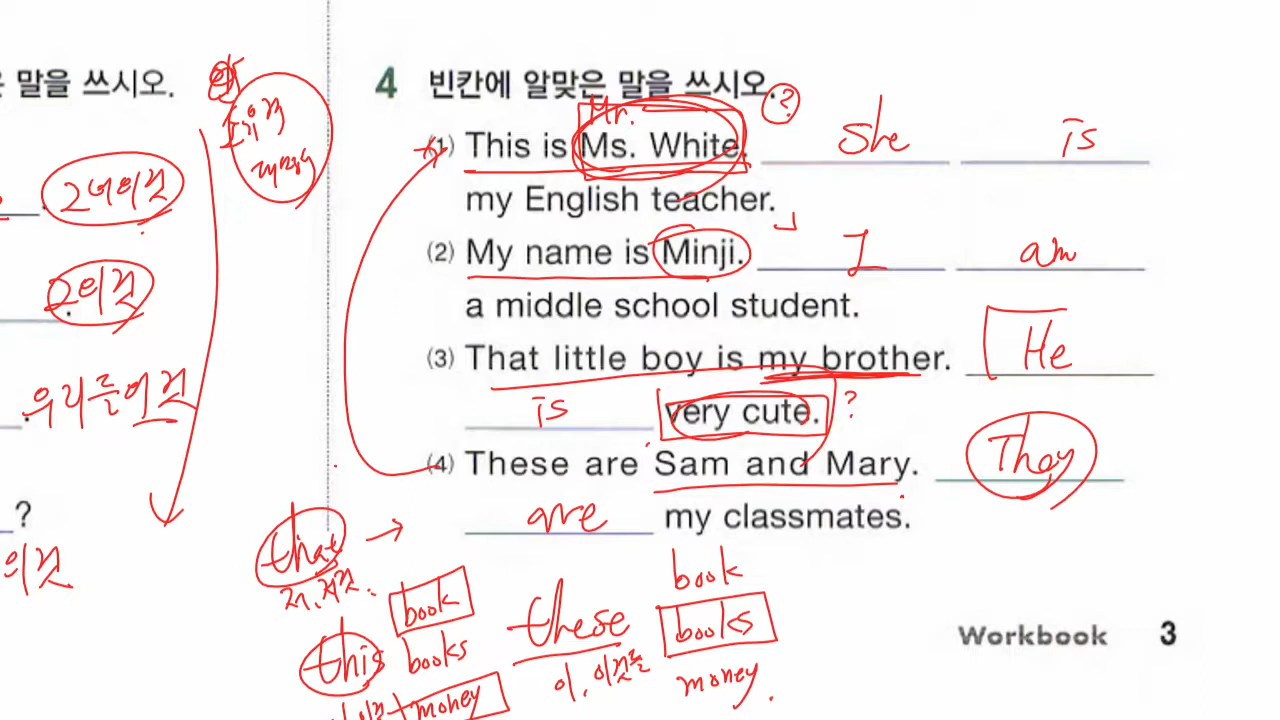 말을 쓰시오.
그녀의것
그의것
우리들의것
?
의것
4 빈칸에 알맞은 말을 쓰시오.
?
Mr.
(1) This is Ms. White. She is
my English teacher.
(2) My name is Minji. I am
a middle school student.
(3) That little boy is my brother. He
is very cute. ?
(4) These are Sam and Mary. They
are my classmates.
that →
저, 저것.
book
this books
money
these
이, 이것들
book
books
money.
Workbook 3